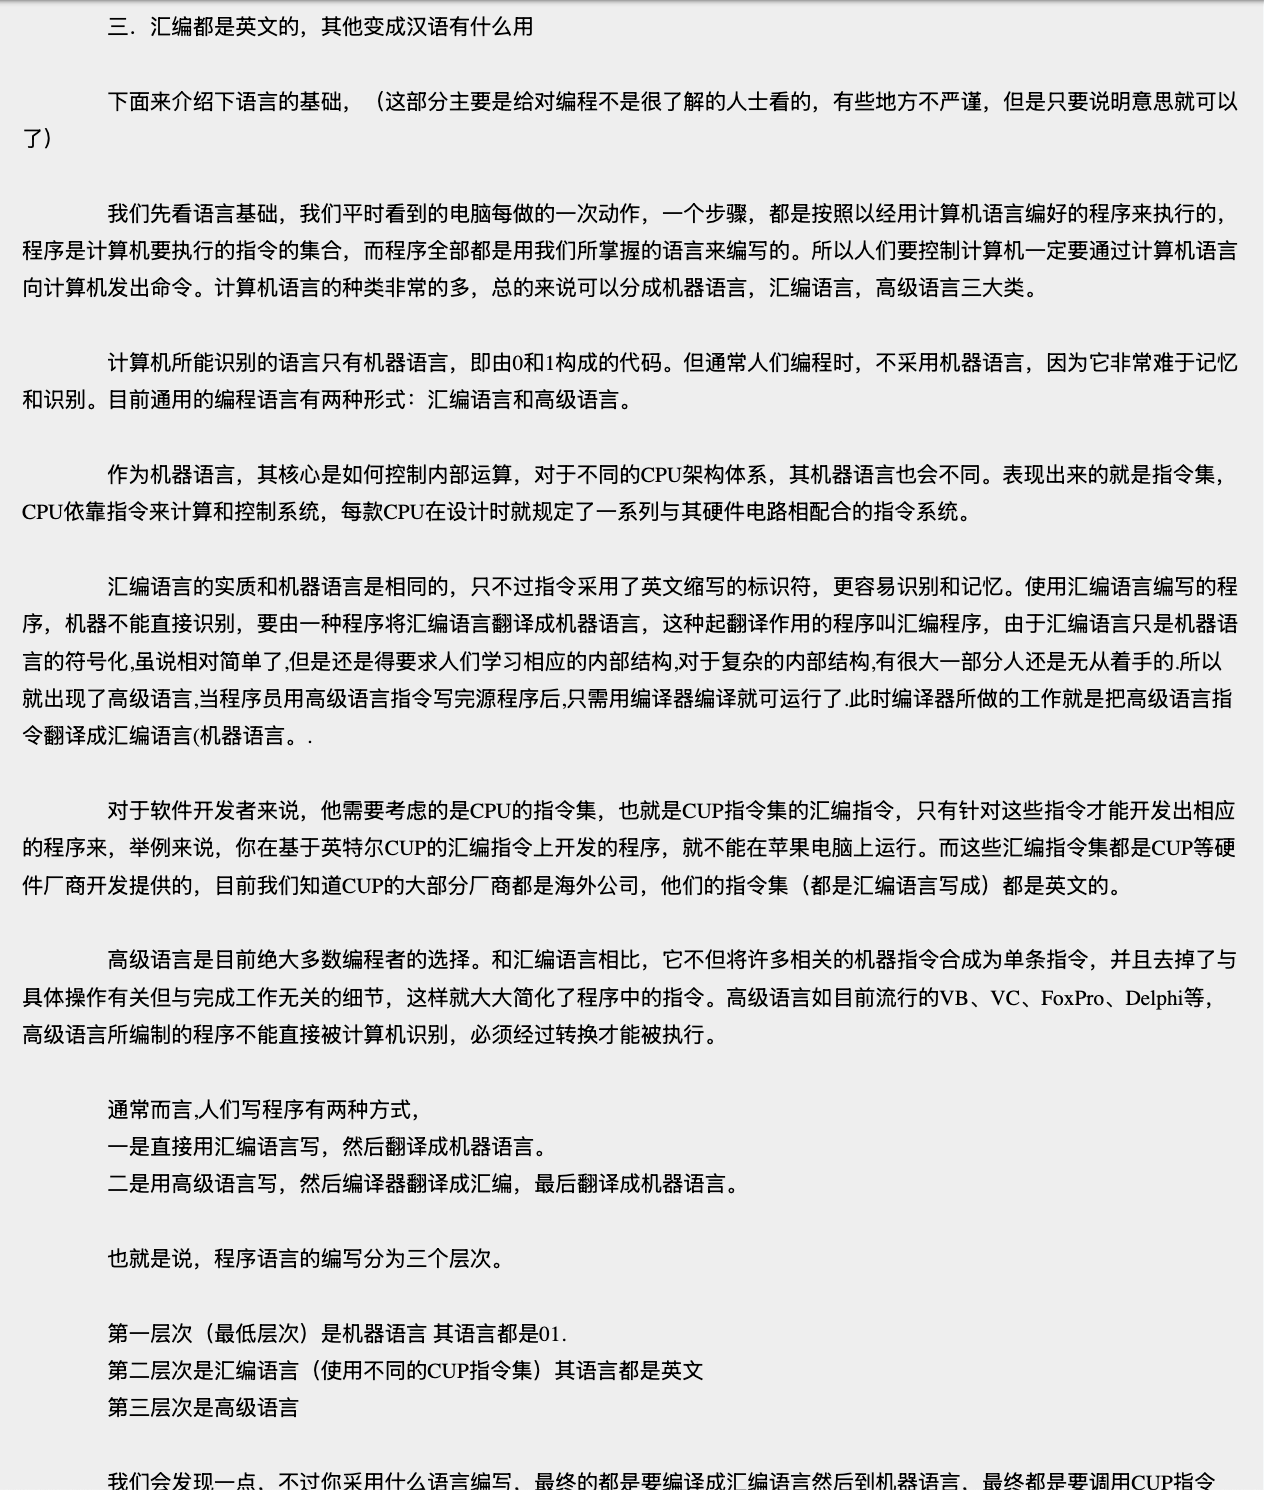 三．汇编都是英文的，其他变成汉语有什么用
下面来介绍下语言的基础，（这部分主要是给对编程不是很了解的人士看的，有些地方不严谨，但是只要说明意思就可以
了）
我们先看语言基础，我们平时看到的电脑每做的一次动作，一个步骤，都是按照以经用计算机语言编好的程序来执行的，
程序是计算机要执行的指令的集合，而程序全部都是用我们所掌握的语言来编写的。所以人们要控制计算机一定要通过计算机语言
向计算机发出命令。计算机语言的种类非常的多，总的来说可以分成机器语言，汇编语言，高级语言三大类。
计算机所能识别的语言只有机器语言，即由0和1构成的代码。但通常人们编程时，不采用机器语言，因为它非常难于记忆
和识别。目前通用的编程语言有两种形式：汇编语言和高级语言。
作为机器语言，其核心是如何控制内部运算，对于不同的CPU架构体系，其机器语言也会不同。表现出来的就是指令集，
CPU依靠指令来计算和控制系统，每款CPU在设计时就规定了一系列与其硬件电路相配合的指令系统。
汇编语言的实质和机器语言是相同的，只不过指令采用了英文缩写的标识符，更容易识别和记忆。使用汇编语言编写的程
序，机器不能直接识别，要由一种程序将汇编语言翻译成机器语言，这种起翻译作用的程序叫汇编程序，由于汇编语言只是机器语
言的符号化,虽说相对简单了,但是还是得要求人们学习相应的内部结构,对于复杂的内部结构,有很大一部分人还是无从着手的.所以
就出现了高级语言,当程序员用高级语言指令写完源程序后,只需用编译器编译就可运行了.此时编译器所做的工作就是把高级语言指
令翻译成汇编语言(机器语言。.
对于软件开发者来说，他需要考虑的是CPU的指令集，也就是CUP指令集的汇编指令，只有针对这些指令才能开发出相应
的程序来，举例来说，你在基于英特尔CUP的汇编指令上开发的程序，就不能在苹果电脑上运行。而这些汇编指令集都是CUP等硬
件厂商开发提供的，目前我们知道CUP的大部分厂商都是海外公司，他们的指令集（都是汇编语言写成）都是英文的。
高级语言是目前绝大多数编程者的选择。和汇编语言相比，它不但将许多相关的机器指令合成为单条指令，并且去掉了与
具体操作有关但与完成工作无关的细节，这样就大大简化了程序中的指令。高级语言如目前流行的VB、VC、FoxPro、Delphi等，
高级语言所编制的程序不能直接被计算机识别，必须经过转换才能被执行。
通常而言,人们写程序有两种方式，
一是直接用汇编语言写，然后翻译成机器语言。
二是用高级语言写，然后编译器翻译成汇编，最后翻译成机器语言。
也就是说，程序语言的编写分为三个层次。
第一层次（最低层次）是机器语言 其语言都是01.
第二层次是汇编语言（使用不同的CUP指令集）其语言都是英文
第三层次是高级语言
我们会发现一点，不过你采用什么语言编写，最终的都是要编译成汇编语言然后到机器语言，最终都是要调用CUP指令